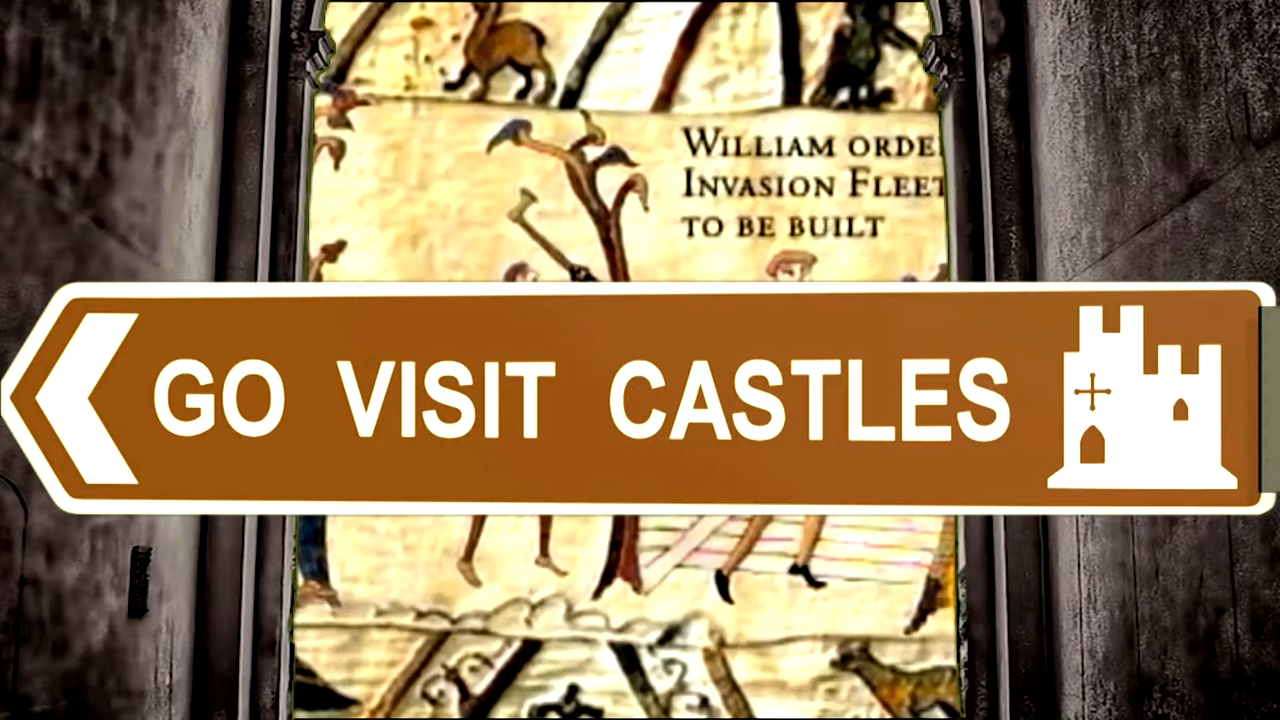 WILLIAM ORDE
INVASION FLEET
TO BE BUILT
GO VISIT CASTLES